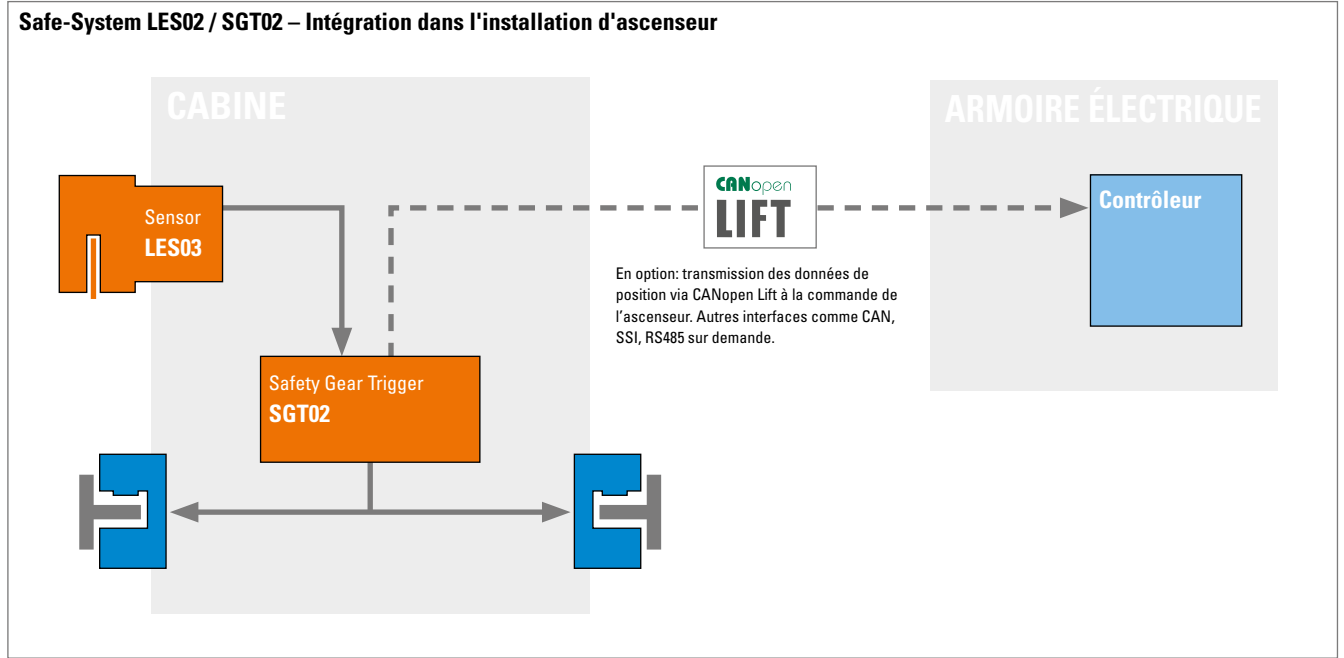 Safe-System LES02 / SGT02 – Intégration dans l'installation d'ascenseur
CABINE
ARMOIRE ÉLECTRIQUE
Sensor
LES03
CANopen
LIFT
Contrôleur
En option: transmission des données de
position via CANopen Lift à la commande de
l’ascenseur. Autres interfaces comme CAN,
SSI, RS485 sur demande.
Safety Gear Trigger
SGT02